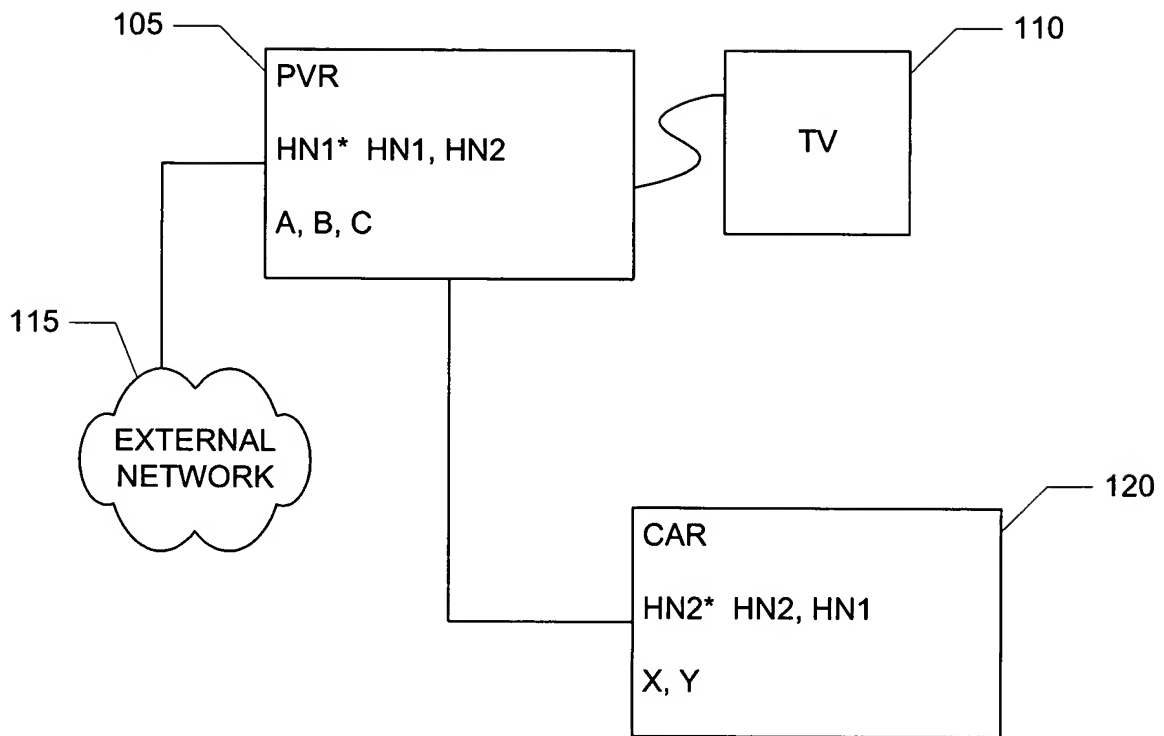 105
PVR
HN1* HN1, HN2
A, B, C
110
TV
115
EXTERNAL
NETWORK
120
CAR
HN2* HN2, HN1
X, Y